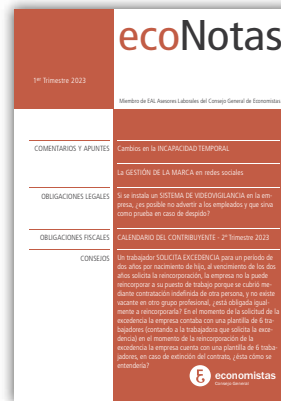 ecoNotas
1er Trimestre 2023
Miembro de EAL Asesores Laborales del Consejo General de Economistas
COMENTARIOS Y APUNTES
Cambios en la INCAPACIDAD TEMPORAL
La GESTIÓN DE LA MARCA en redes sociales
OBLIGACIONES LEGALES
Si se instala un SISTEMA DE VIDEOVIGILANCIA en la em-
presa, ¿es posible no advertir a los empleados y que sirva
como prueba en caso de despido?
OBLIGACIONES FISCALES
CALENDARIO DEL CONTRIBUYENTE - 2º Trimestre 2023
CONSEJOS
Un trabajador SOLICITA EXCEDENCIA para un período de
dos años por nacimiento de hijo, al vencimiento de los dos
años solicita la reincorporación, la empresa no la puede
reincorporar a su puesto de trabajo porque se cubrió me-
diante contratación indefinida de otra persona, y no existe
vacante en otro grupo profesional, ¿está obligada igual-
mente a reincorporarla? En el momento de la solicitud de la
excedencia la empresa contaba con una plantilla de 6 tra-
bajadores (contando a la trabajadora que solicita la exce-
dencia) en el momento de la reincorporación de la
excedencia la empresa cuenta con una plantilla de 6 traba-
jadores, en caso de extinción del contrato, ¿ésta cómo se
entendería?
economistas
Consejo General